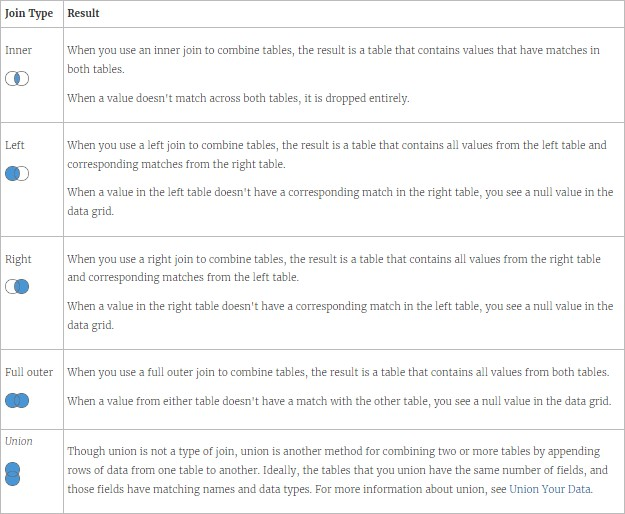 Join Type
Result
Inner
When you use an inner join to combine tables, the result is a table that contains values that have matches in
both tables.
When a value doesn't match across both tables, it is dropped entirely.
Left
When you use a left join to combine tables, the result is a table that contains all values from the left table and
corresponding matches from the right table.
When a value in the left table doesn't have a corresponding match in the right table, you see a null value in the
data grid.
Right
When you use a right join to combine tables, the result is a table that contains all values from the right table
and corresponding matches from the left table.
When a value in the right table doesn't have a corresponding match in the left table, you see a null value in the
data grid.
Full outer
When you use a full outer join to combine tables, the result is a table that contains all values from both tables.
When a value from either table doesn't have a match with the other table, you see a null value in the data grid.
Union
Though union is not a type of join, union is another method for combining two or more tables by appending
rows of data from one table to another. Ideally, the tables that you union have the same number of fields, and
those fields have matching names and data types. For more information about union, see Union Your Data.